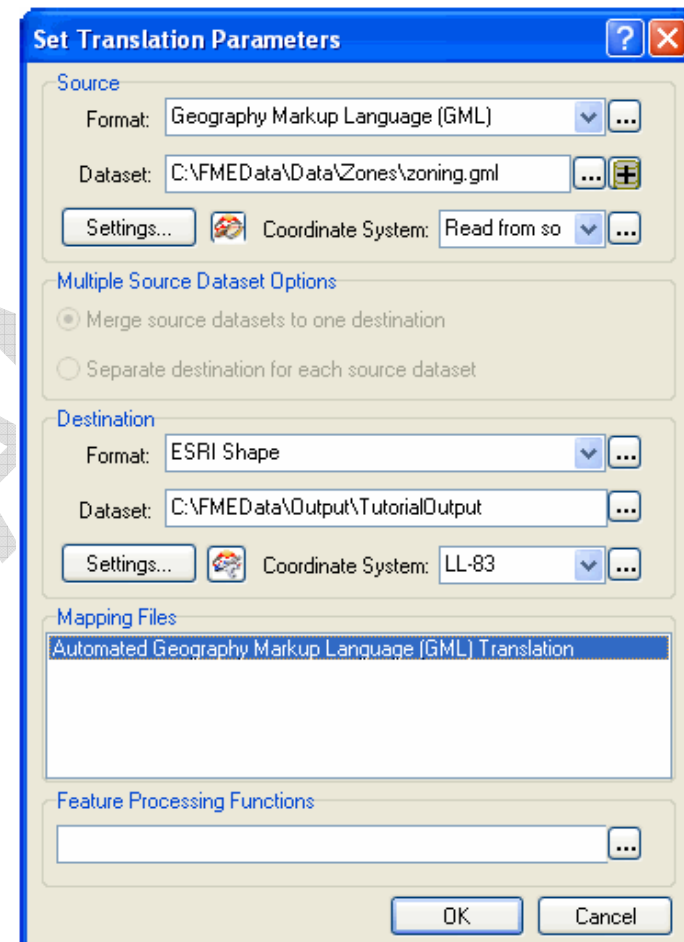 Set Translation Parameters
Source
Format: Geography Markup Language (GML)
Dataset: C:\FMEData\Data\Zones\zoning.gml
Settings... Coordinate System: Read from so
Multiple Source Dataset Options
Merge source datasets to one destination
Separate destination for each source dataset
Destination
Format: ESRI Shape
Dataset: C:\FMEData\Output\TutorialOutput
Settings... Coordinate System: LL-83
Mapping Files
Automated Geography Markup Language (GML) Translation
Feature Processing Functions
OK Cancel